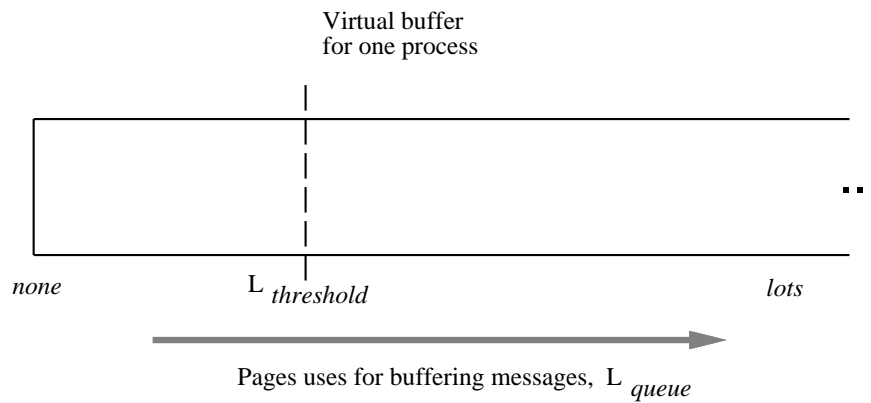 Virtual buffer
for one process
none
L threshold
lots
Pages uses for buffering messages, L queue